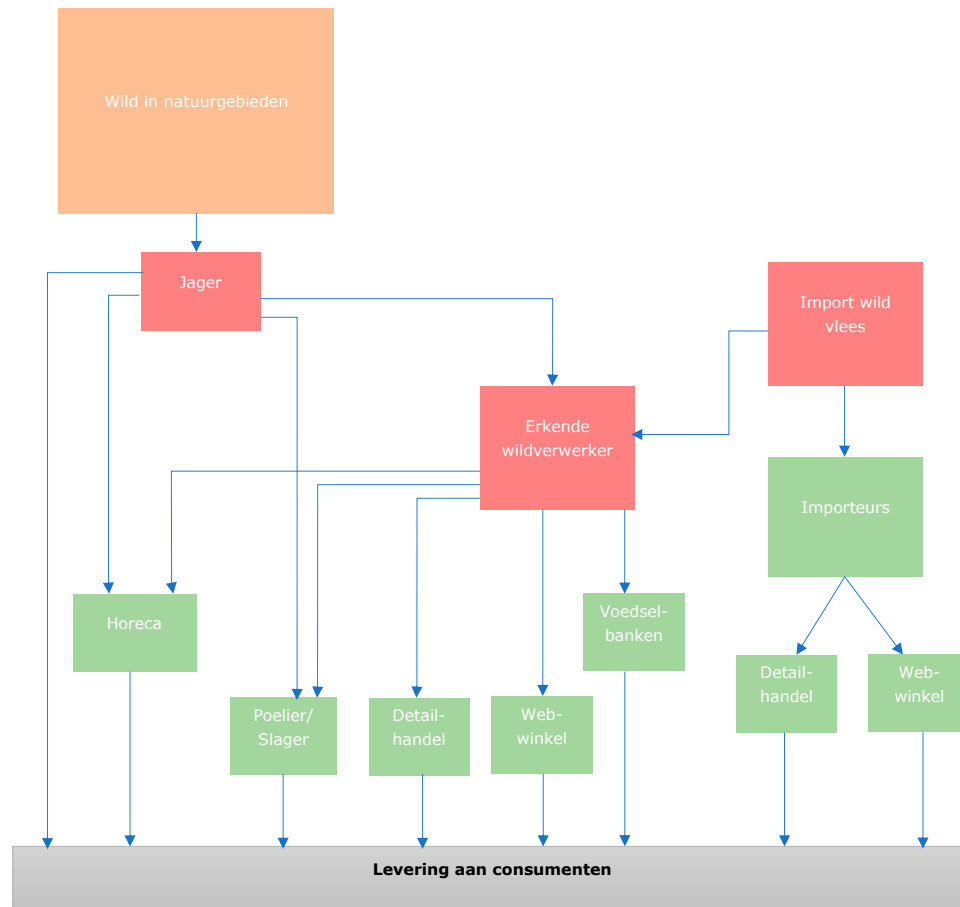 Wild in natuurgebieden
Jager
Import wild
vlees
Erkende
wildverwerker
Importeurs
Horeca
Voedsel-
banken
Poelier/
Slager
Detail-
handel
Web-
winkel
Detail-
handel
Web-
winkel
Levering aan consumenten